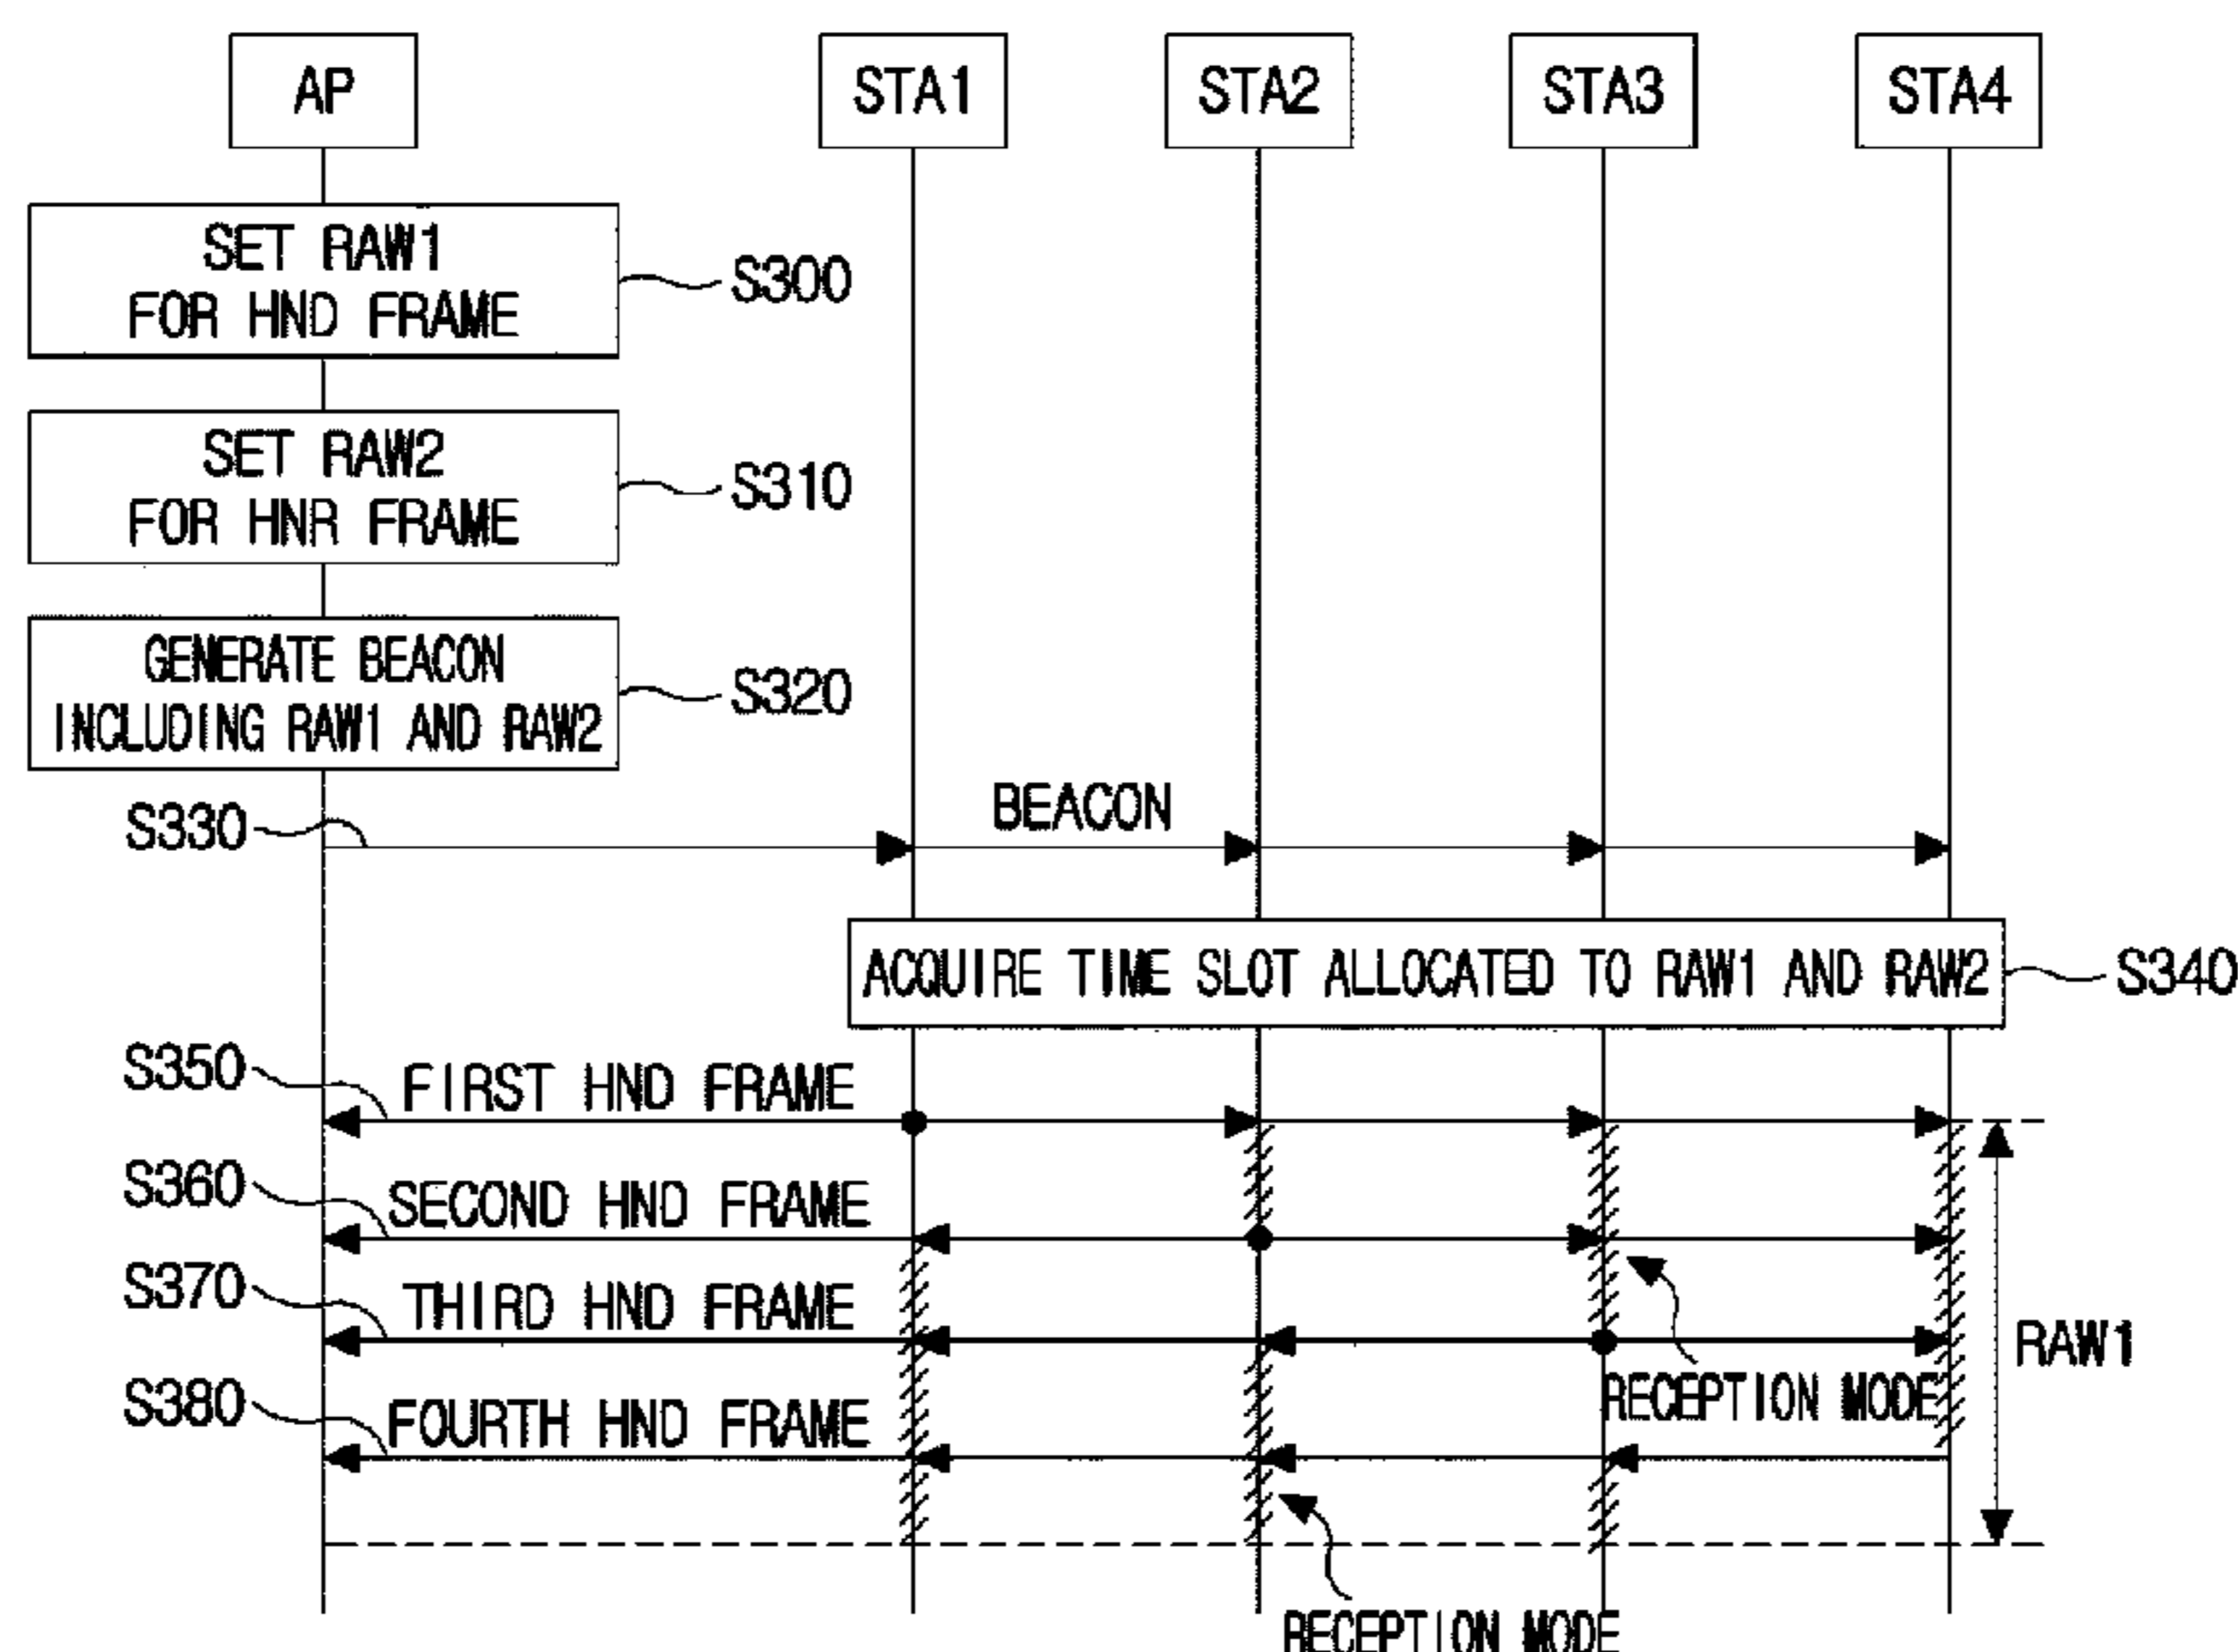 AP
STA1
STA2
STA3
STA4
SET RAW1
FOR HND FRAME
S300
SET RAW2
FOR HNR FRAME
S310
GENERATE BEACON
INCLUDING RAW1 AND RAW2
S320
S330
BEACON
ACQUIRE TIME SLOT ALLOCATED TO RAW1 AND RAW2
S340
S350
FIRST HND FRAME
S360
SECOND HND FRAME
S370
THIRD HND FRAME
RAW1
RECEPTION MODE
S380
FOURTH HND FRAME
RECEPTION MODE